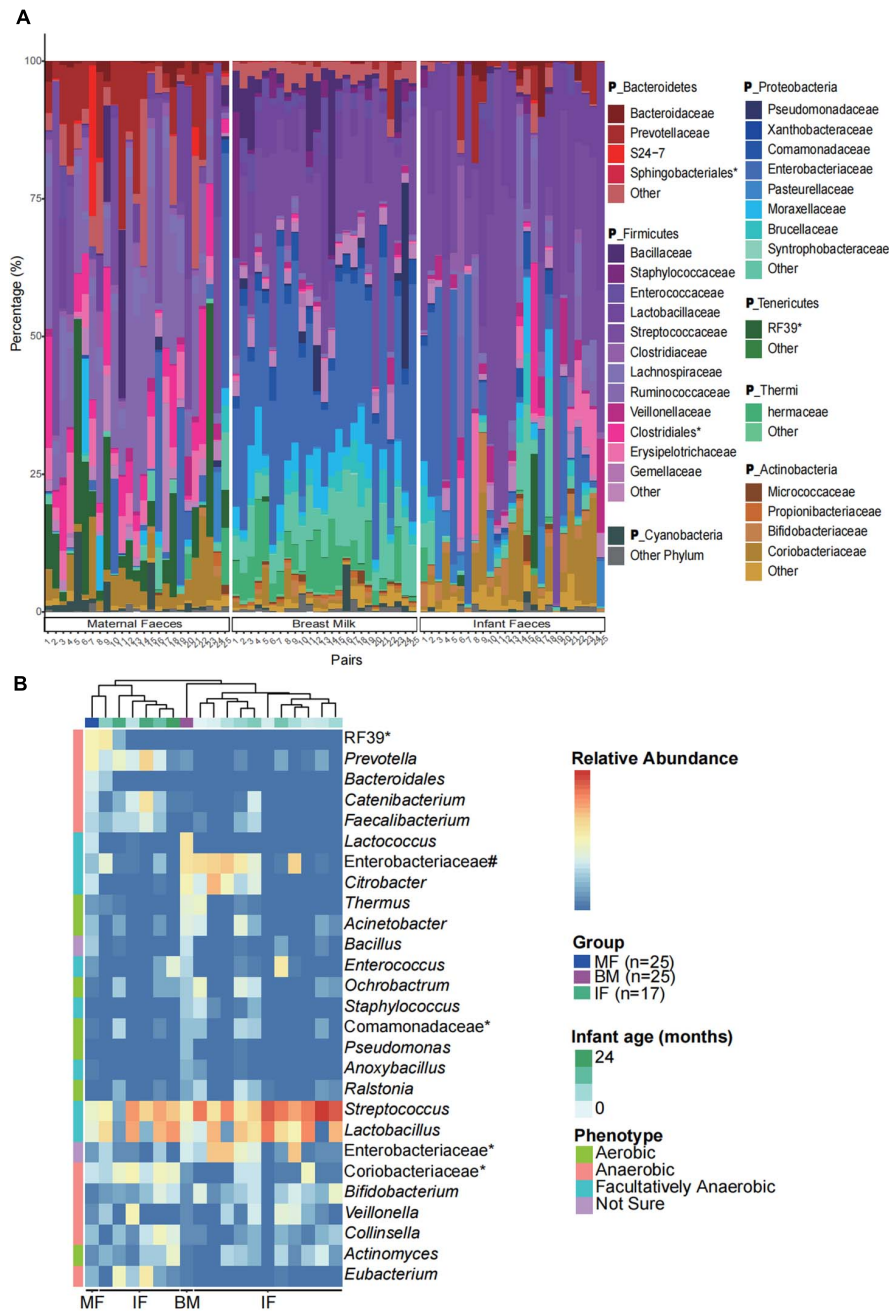 A
Percentage (%)
100
75
50
25
0
Maternal Faeces
Breast Milk
Infant Faeces
Pairs
P_Bacteroidetes
Bacteroidaceae
Prevotellaceae
S24-7
Sphingobacteriales*
Other
P_Firmicutes
Bacillaceae
Staphylococcaceae
Enterococcaceae
Lactobacillaceae
Streptococcaceae
Clostridiaceae
Lachnospiraceae
Ruminococcaceae
Veillonellaceae
Clostridiales*
Erysipelotrichaceae
Gemellaceae
Other
P_Cyanobacteria
Other Phylum
P_Proteobacteria
Pseudomonadaceae
Xanthobacteraceae
Comamonadaceae
Enterobacteriaceae
Pasteurellaceae
Moraxellaceae
Brucellaceae
Syntrophobacteraceae
Other
P_Tenericutes
RF39*
Other
P_Thermi
hermaceae
Other
P_Actinobacteria
Micrococcaceae
Propionibacteriaceae
Bifidobacteriaceae
Coriobacteriaceae
Other
B
RF39*
Prevotella
Bacteroidales
Catenibacterium
Faecalibacterium
Lactococcus
Enterobacteriaceae#
Citrobacter
Thermus
Acinetobacter
Bacillus
Enterococcus
Ochrobactrum
Staphylococcus
Comamonadaceae*
Pseudomonas
Anoxybacillus
Ralstonia
Streptococcus
Lactobacillus
Enterobacteriaceae*
Coriobacteriaceae*
Bifidobacterium
Veillonella
Collinsella
Actinomyces
Eubacterium
MF IF BM IF
Relative Abundance
Group
MF (n=25)
BM (n=25)
IF (n=17)
Infant age (months)
24
0
Phenotype
Aerobic
Anaerobic
Facultatively Anaerobic
Not Sure